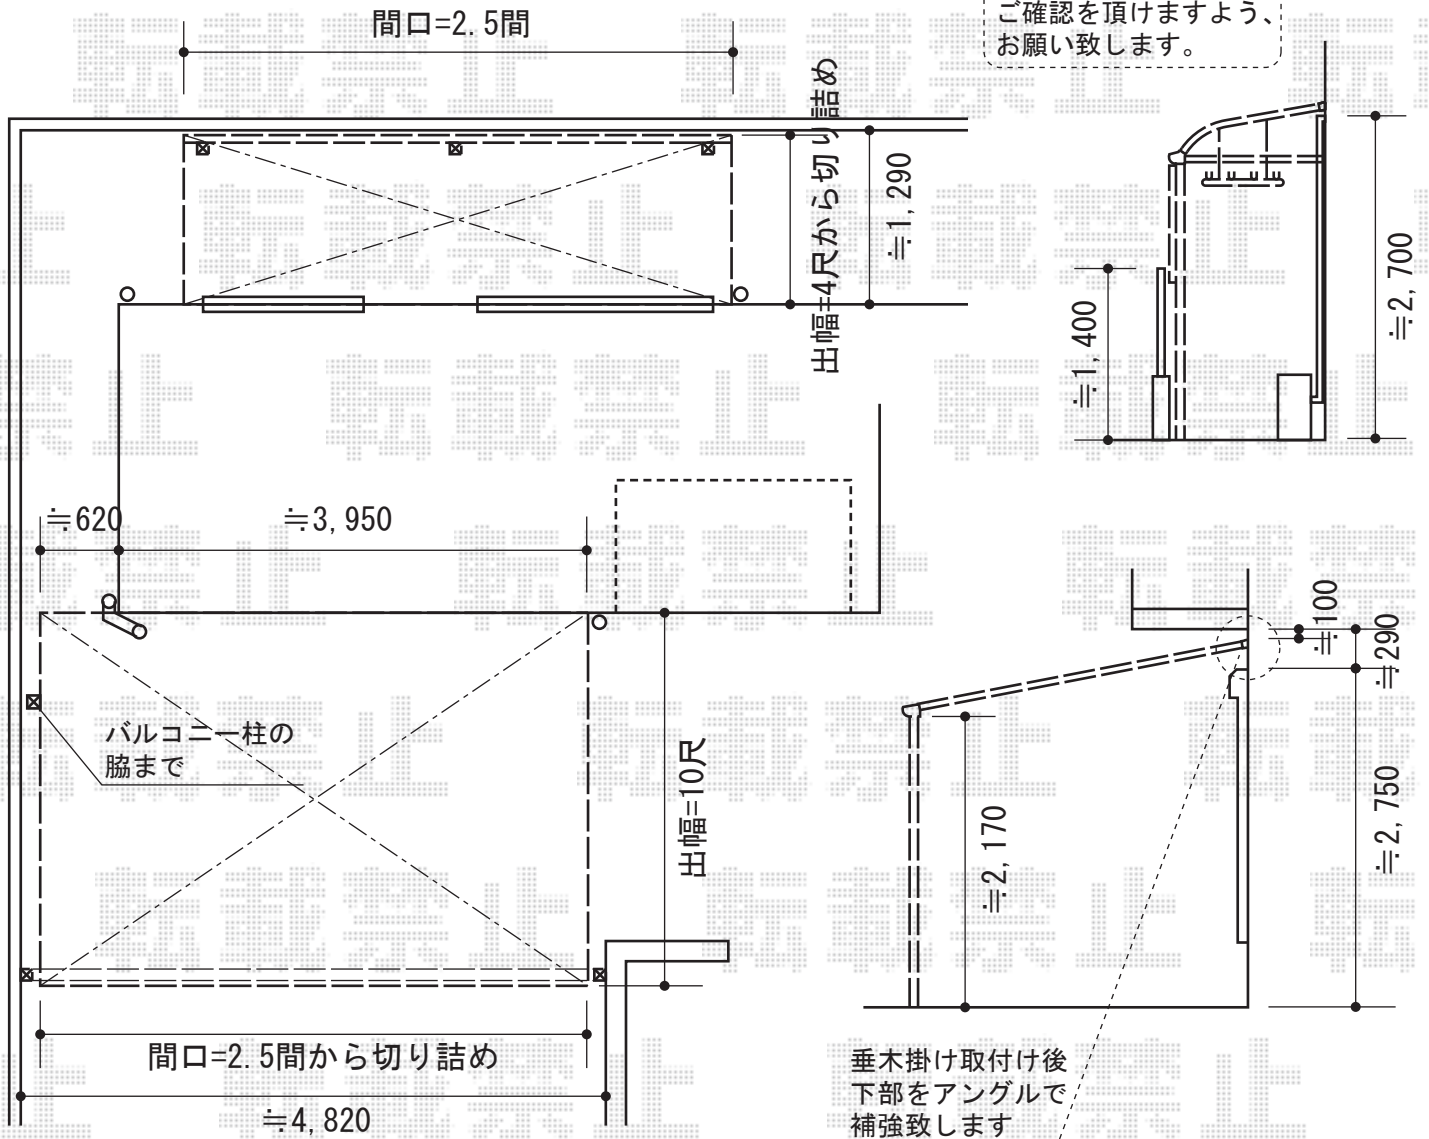 ご確認を頂けますよう、
お願い致します。
間口=2.5間
出幅=4尺から切り詰め
≒1,290
≒1,400
≒2,700
≒620
≒3,950
バルコニー柱の
脇まで
出幅=10尺
間口=2.5間から切り詰め
≒4,820
≒100
≒290
≒2,170
≒2,750
垂木掛け取付け後
下部をアングルで
補強致します
転載禁止